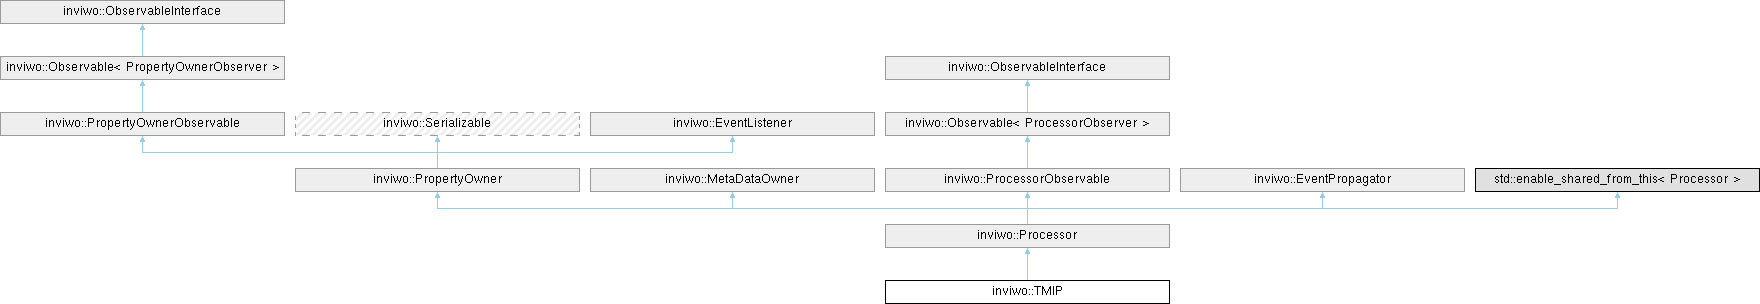 inviwo::ObservableInterface
inviwo::Observable< PropertyOwnerObserver >
inviwo::ObservableInterface
inviwo::PropertyOwnerObservable
inviwo::Serializable
inviwo::EventListener
inviwo::Observable< ProcessorObserver >
inviwo::PropertyOwner
inviwo::MetaDataOwner
inviwo::ProcessorObservable
inviwo::EventPropagator
std::enable_shared_from_this< Processor >
inviwo::Processor
inviwo::TMIP